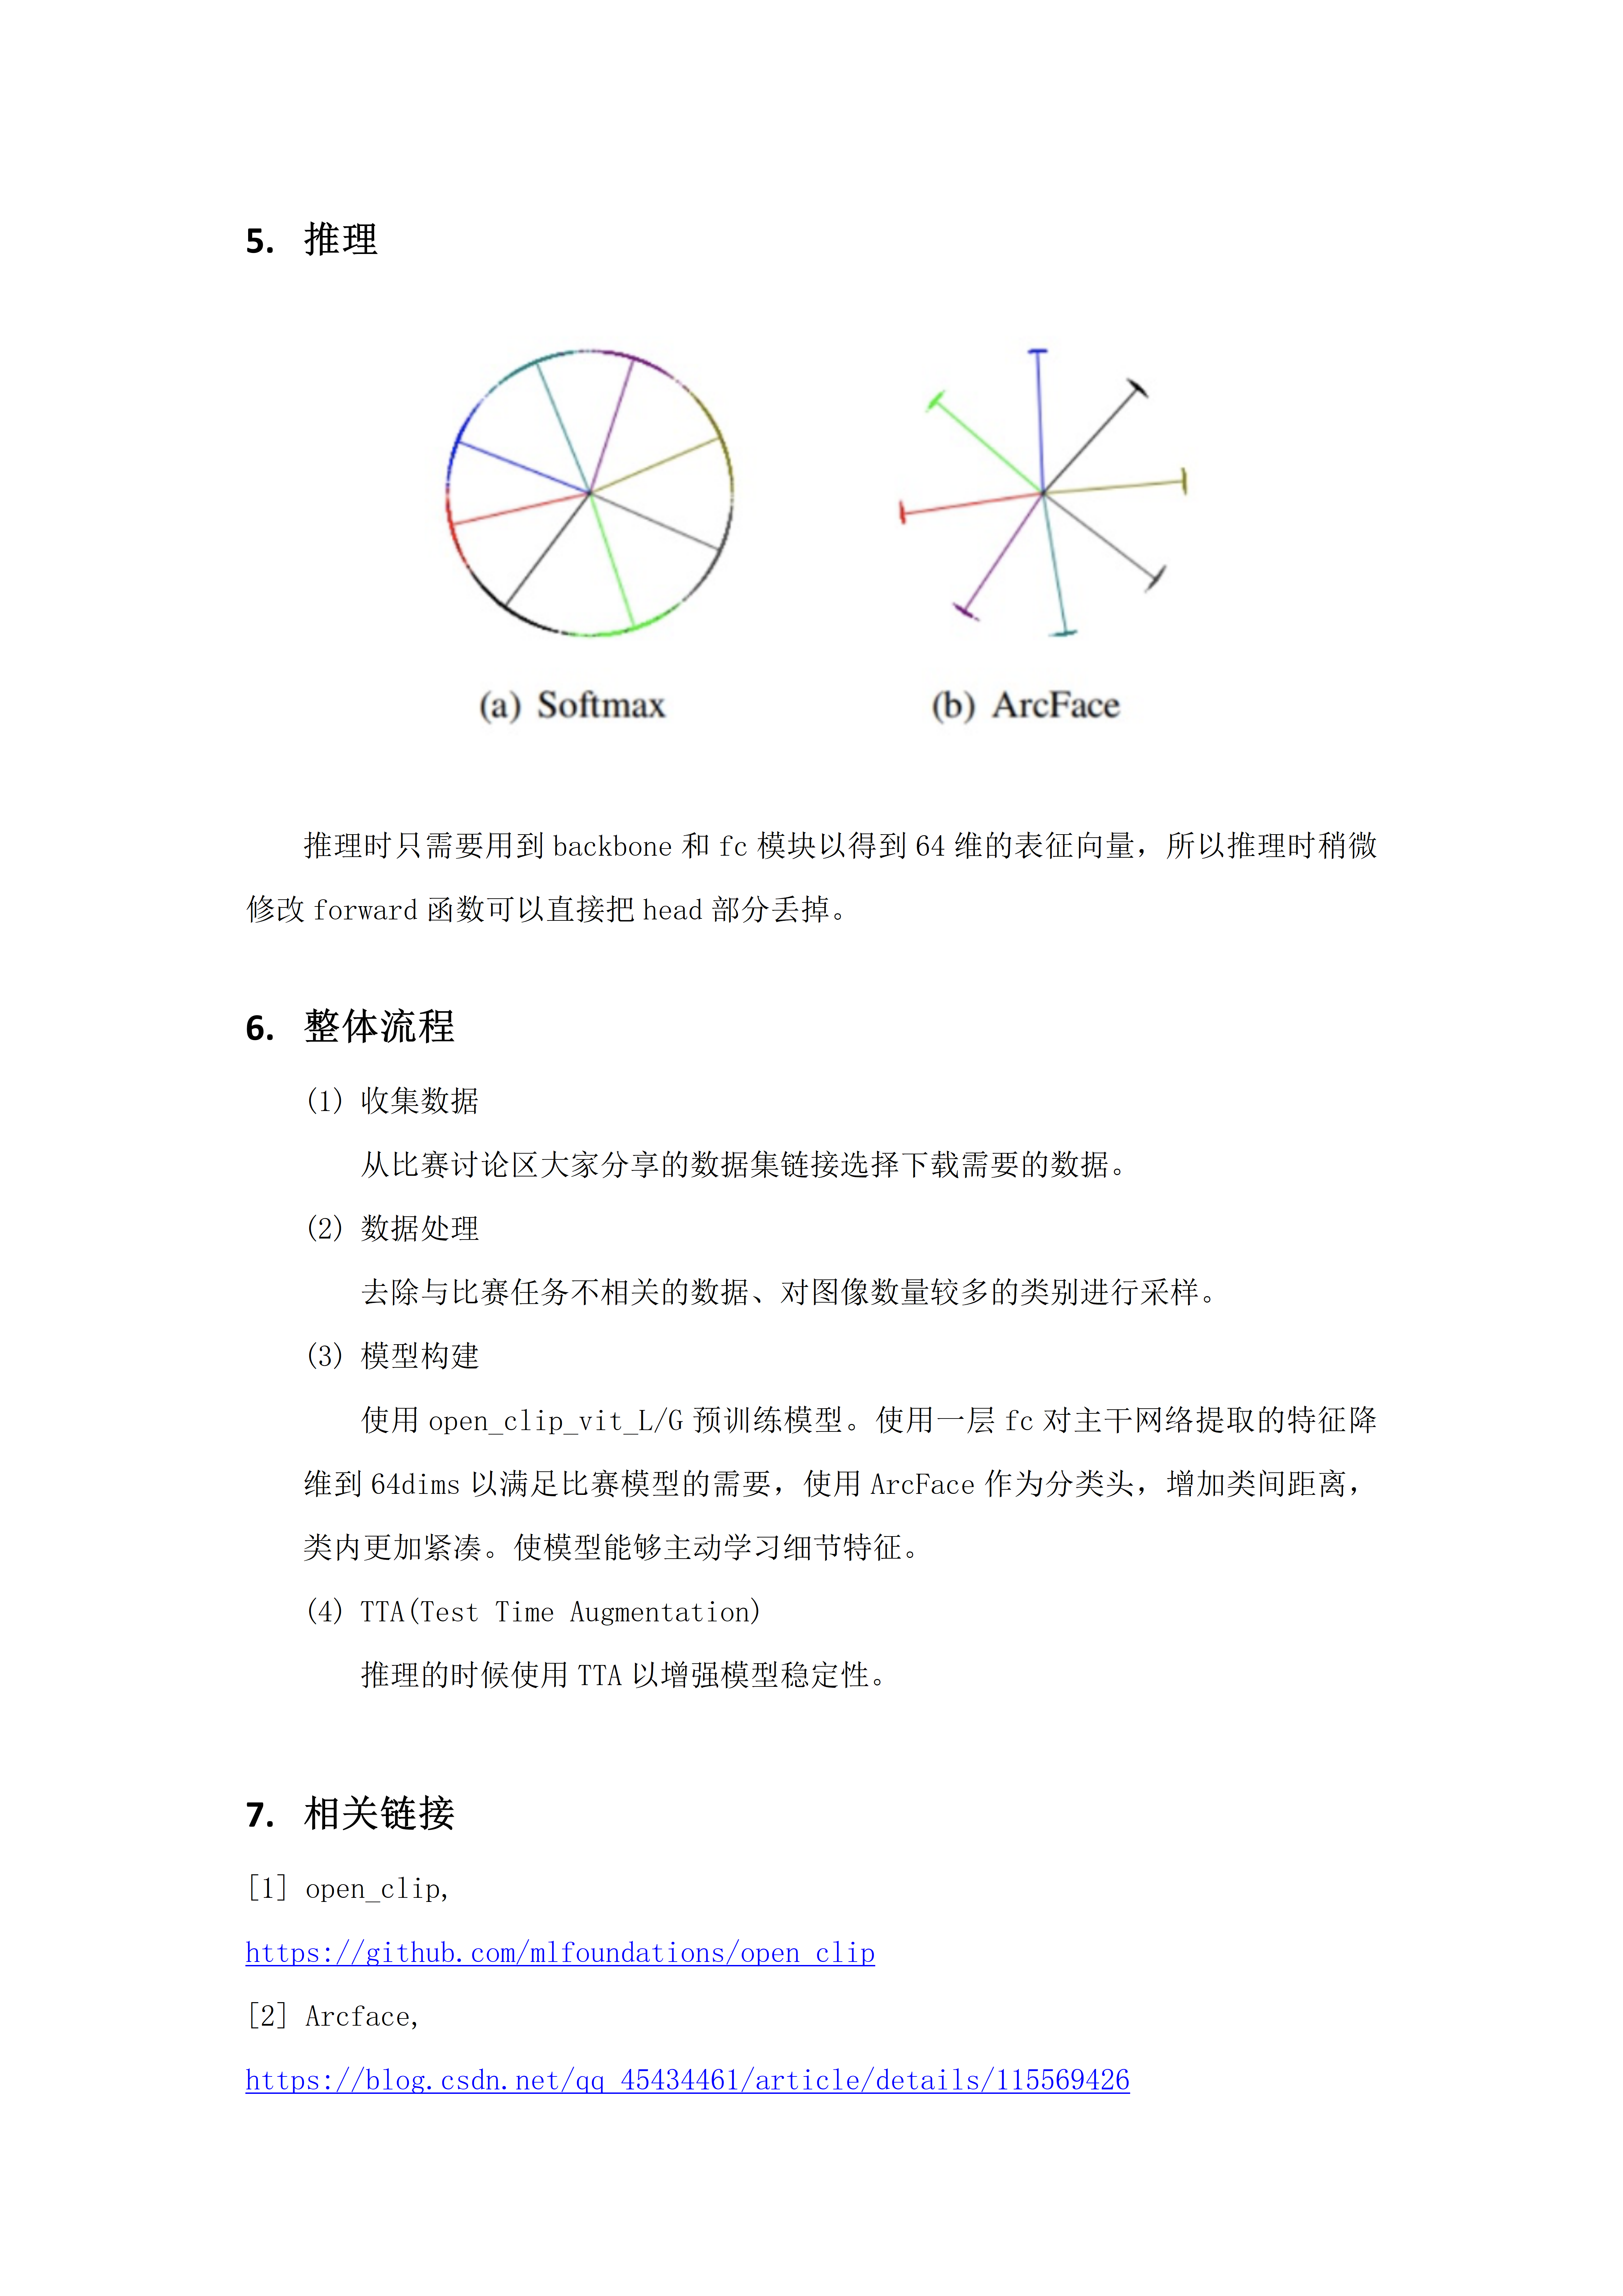 5. 推理
(a) Softmax
(b) ArcFace
推理时只需要用到 backbone 和 fc 模块以得到 64 维的表征向量，所以推理时稍微
修改 forward 函数可以直接把 head 部分丢掉。
6. 整体流程
(1) 收集数据
从比赛讨论区大家分享的数据集链接选择下载需要的数据。
(2) 数据处理
去除与比赛任务不相关的数据、对图像数量较多的类别进行采样。
(3) 模型构建
使用 open_clip_vit_L/G 预训练模型。使用一层 fc 对主干网络提取的特征降
维到 64dims 以满足比赛模型的需要，使用 ArcFace 作为分类头，增加类间距离，
类内更加紧凑。使模型能够主动学习细节特征。
(4) TTA(Test Time Augmentation)
推理的时候使用 TTA 以增强模型稳定性。
7. 相关链接
[1] open_clip,
https://github.com/mlfoundations/open_clip
[2] Arcface,
https://blog.csdn.net/qq_45434461/article/details/115569426